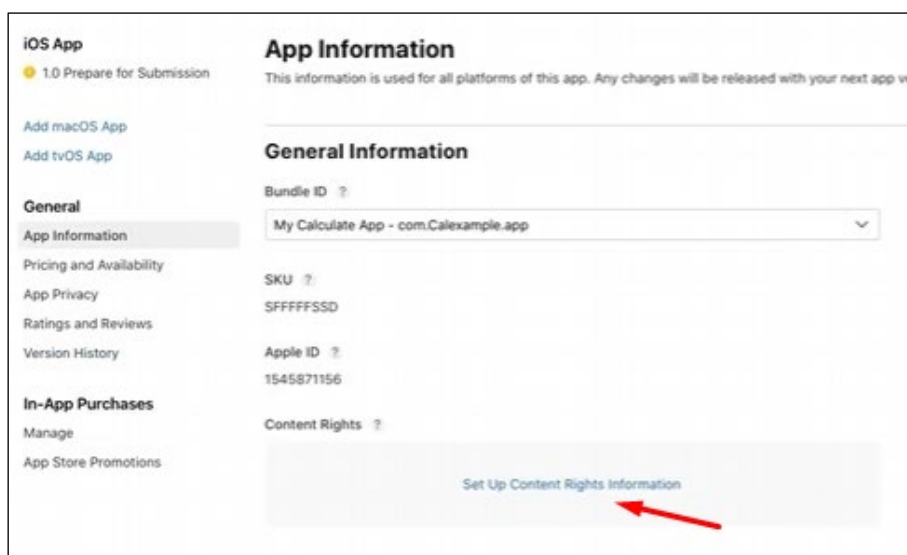 iOS App
1.0 Prepare for Submission
Add macOS App
Add tvOS App
General
App Information
Pricing and Availability
App Privacy
Ratings and Reviews
Version History
In-App Purchases
Manage
App Store Promotions
App Information
This information is used for all platforms of this app. Any changes will be released with your next app v
General Information
Bundle ID ?
My Calculate App - com.Calexample.app
SKU ?
SFFFFFSSD
Apple ID ?
1545871156
Content Rights ?
Set Up Content Rights Information